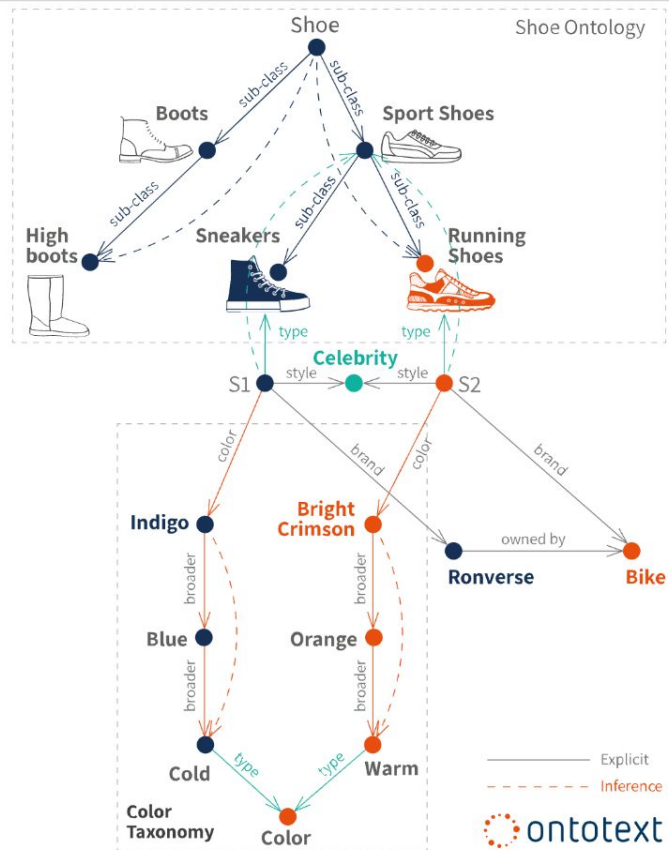 Shoe
Shoe Ontology
sub-class
sub-class
Boots
Sport Shoes
sub-class
sub-class
sub-class
High
boots
Sneakers
Running
Shoes
type
type
Celebrity
S1
style
style
S2
color
brand
color
brand
Indigo
Bright
Crimson
owned by
Ronverse
Bike
broader
broader
Blue
Orange
broader
broader
Cold
type
type
Warm
Explicit
Inference
Color
Taxonomy
Color
ontotext